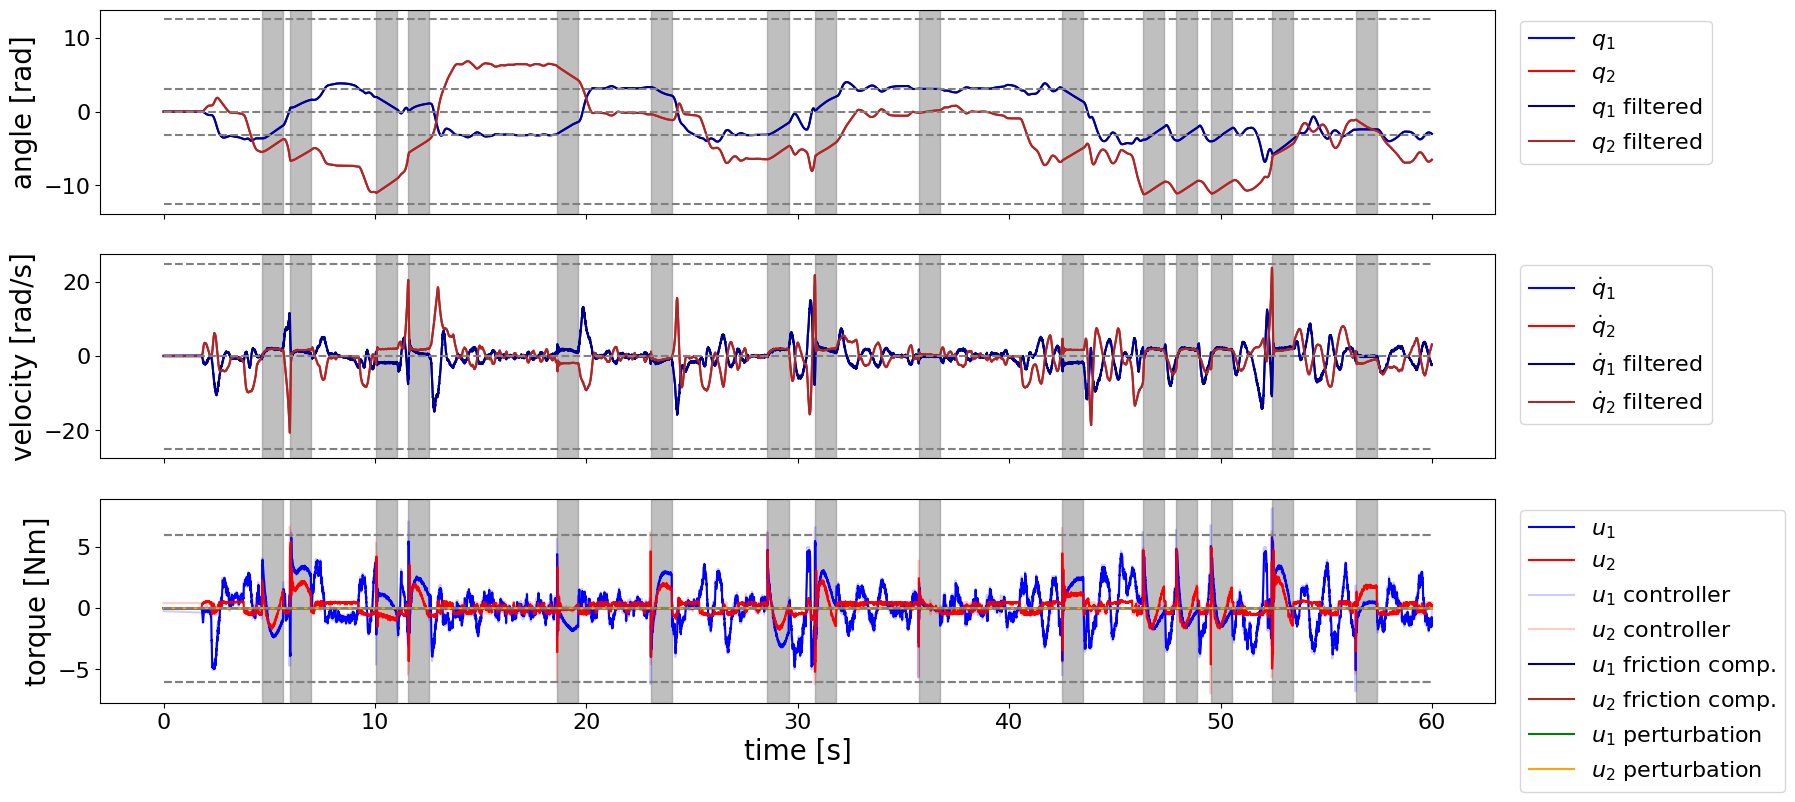 angle [rad]
10
0
−10
q₁
q₂
q₁ filtered
q₂ filtered
velocity [rad/s]
20
0
−20
q̇₁
q̇₂
q̇₁ filtered
q̇₂ filtered
torque [Nm]
5
0
−5
0 10 20 30 40 50 60
time [s]
u₁
u₂
u₁ controller
u₂ controller
u₁ friction comp.
u₂ friction comp.
u₁ perturbation
u₂ perturbation